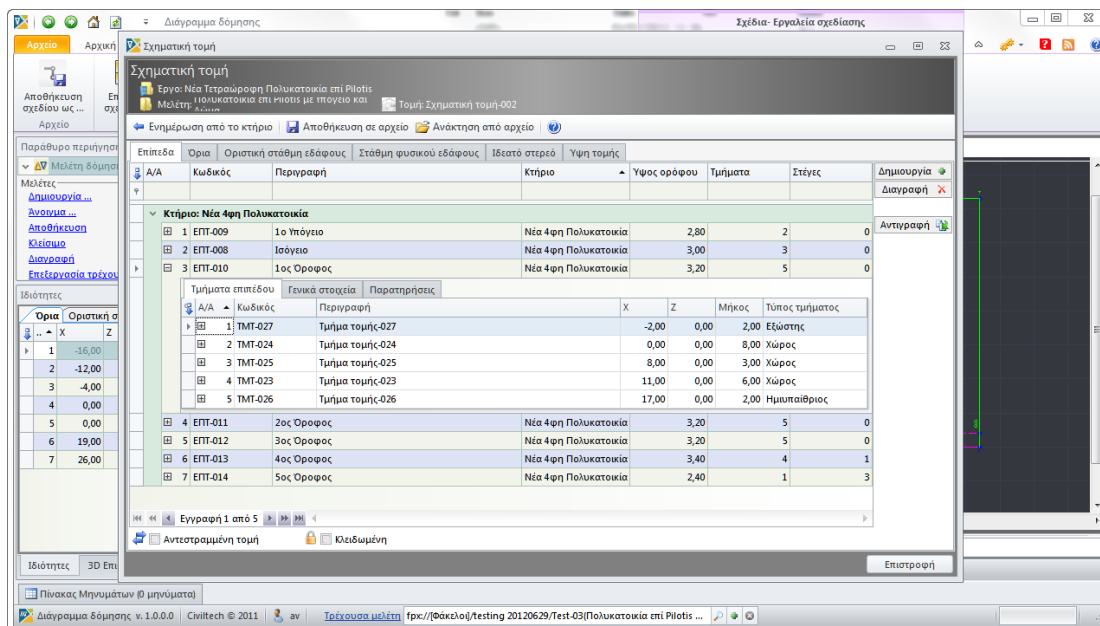 Διάγραμμα δόμησης
Σχέδια- Εργαλεία σχεδίασης
Αρχείο
Αρχική
Αποθήκευση
σχεδίου ως ...
Αρχείο
Παράθυρο περιήγησ
Μελέτη δόμησ
Μελέτες
Δημιουργία ...
Άνοιγμα ...
Αποθήκευση
Κλείσιμο
Διαγραφή
Επεξεργασία τρέχου
Ιδιότητες
Όρια Οριστική σ
.. X Z
1 -16,00
2 -12,00
3 -4,00
4 0,00
5 0,00
6 19,00
7 26,00
Ιδιότητες 3D Επι
Σχηματική τομή
Σχηματική τομή
Εργο: Νέα Τετραώροφη Πολυκατοικία επί Pilotis
Μελέτη: Πολυκατοικία επί Pilotis με Υπόγειο και
Τομή: Σχηματική τομή-002
Ενημέρωση από το κτήριο Αποθήκευση σε αρχείο Ανάκτηση από αρχείο
Επίπεδα Όρια Οριστική στάθμη εδάφους Στάθμη φυσικού εδάφους Ιδεατό στερεό Υψη τομής
Α/Α Κωδικός Περιγραφή Κτήριο Υψος ορόφου Τμήματα Στέγες
Δημιουργία
Διαγραφή
Αντιγραφή
Κτήριο: Νέα 4φη Πολυκατοικία
1 ΕΠΤ-009 1ο Υπόγειο Νέα 4φη Πολυκατοικία 2,80 2 0
2 ΕΠΤ-008 Ισόγειο Νέα 4φη Πολυκατοικία 3,00 3 0
3 ΕΠΤ-010 1ος Όροφος Νέα 4φη Πολυκατοικία 3,20 5 0
Τμήματα επιπέδου Γενικά στοιχεία Παρατηρήσεις
Α/Α Κωδικός Περιγραφή X Z Μήκος Τύπος τμήματος
1 ΤΜΤ-027 Τμήμα τομής-027 -2,00 0,00 2,00 Εξώστης
2 ΤΜΤ-024 Τμήμα τομής-024 0,00 0,00 8,00 Χώρος
3 ΤΜΤ-025 Τμήμα τομής-025 8,00 0,00 3,00 Χώρος
4 ΤΜΤ-023 Τμήμα τομής-023 11,00 0,00 6,00 Χώρος
5 ΤΜΤ-026 Τμήμα τομής-026 17,00 0,00 2,00 Ημιυπαίθριος
4 ΕΠΤ-011 2ος Όροφος Νέα 4φη Πολυκατοικία 3,20 5 0
5 ΕΠΤ-012 3ος Όροφος Νέα 4φη Πολυκατοικία 3,20 5 0
6 ΕΠΤ-013 4ος Όροφος Νέα 4φη Πολυκατοικία 3,40 4 1
7 ΕΠΤ-014 5ος Όροφος Νέα 4φη Πολυκατοικία 2,40 1 3
Εγγραφή 1 από 5
Αντεστραμμένη τομή Κλειδωμένη
Επιστροφή
Πίνακας Μηνυμάτων (0 μηνύματα)
Διάγραμμα δόμησης v. 1.0.0.0 Civiltech © 2011 av Τρέχουσα μελέτη fpx://[Φάκελοι]/testing 20120629/Test-03(Πολυκατοικία επί Pilotis ...